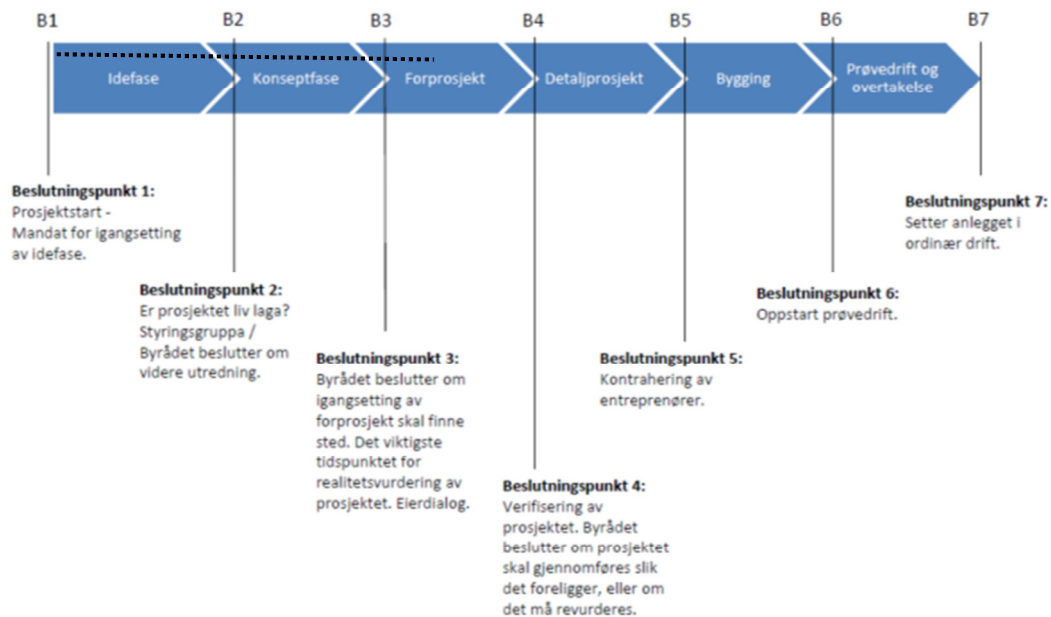 B1
B2
B3
B4
B5
B6
B7
Idefase
Konseptfase
Forprosjekt
Detaljprosjekt
Bygging
Prøvedrift og
overtakelse
Beslutningspunkt 1:
Prosjektstart -
Mandat for igangsetting
av idefase.
Beslutningspunkt 2:
Er prosjektet liv laga?
Styringsgruppa /
Byrådet beslutter om
videre utredning.
Beslutningspunkt 3:
Byrådet beslutter om
igangsetting av
forprosjekt skal finne
sted. Det viktigste
tidspunktet for
realitetsvurdering av
prosjektet. Eierdialog.
Beslutningspunkt 4:
Verifisering av
prosjektet. Byrådet
beslutter om prosjektet
skal gjennomføres slik
det foreligger, eller om
det må revurderes.
Beslutningspunkt 5:
Kontrahering av
entreprenører.
Beslutningspunkt 6:
Oppstart prøvedrift.
Beslutningspunkt 7:
Setter anlegget i
ordinær drift.